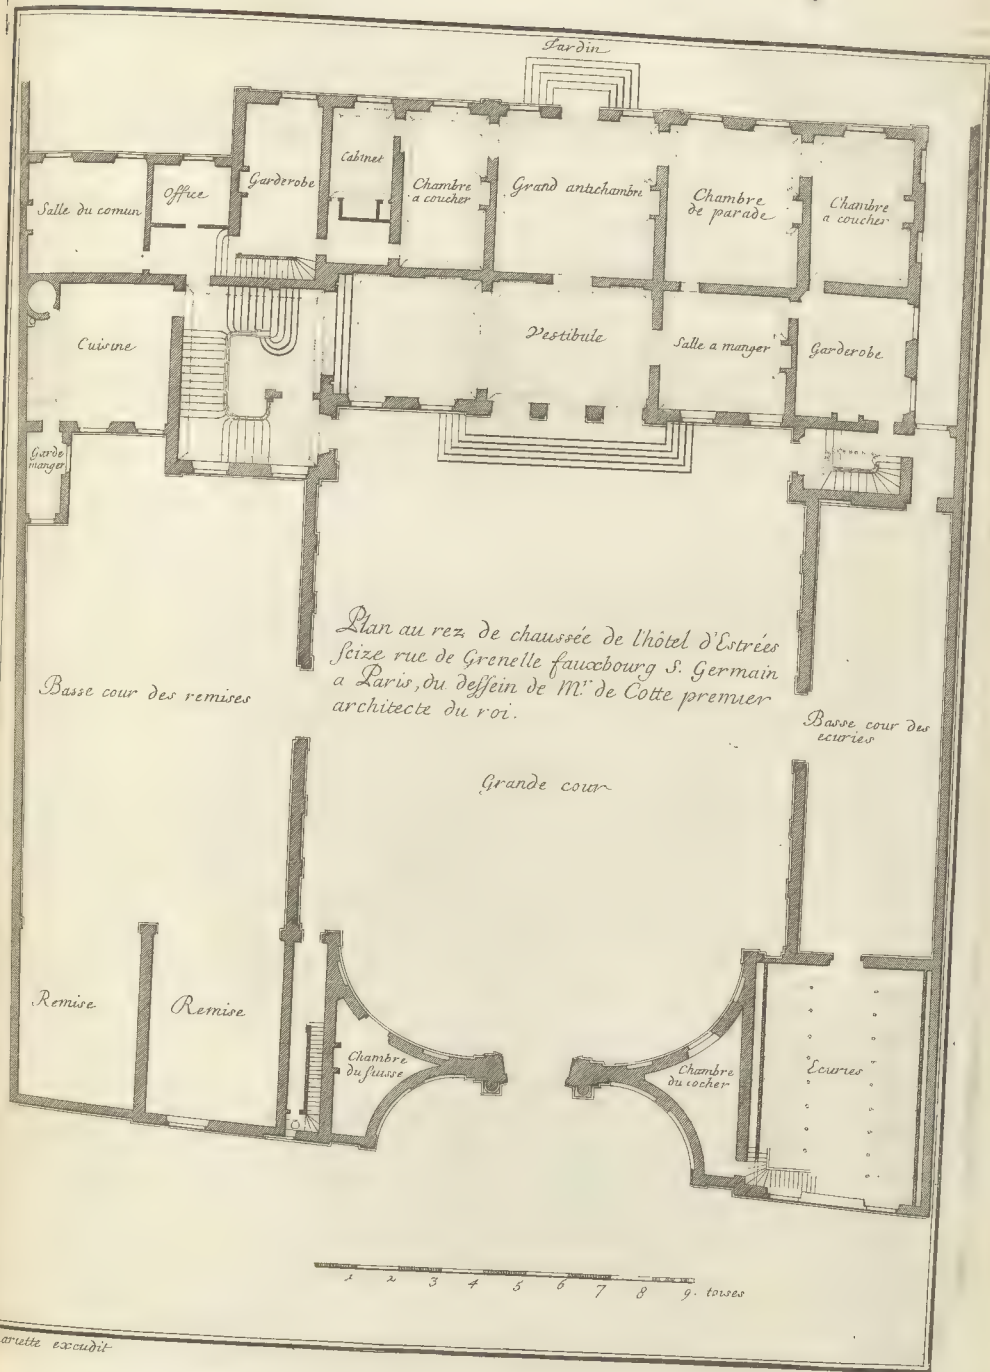 Jardin
Salle du comun
Office
Garderobe
Cabinet
Chambre
a coucher
Grand antichambre
Chambre
de parade
Chambre
a coucher
Cuisine
Vestibule
Salle a manger
Garderobe
Garde
manger
Plan au rez de chaussée de l'hôtel d'Estrées
scize rue de Grenelle fauxbourg S. Germain
a Paris, du dessein de Mr. de Cotte premier
architecte du roi.
Basse cour des remises
Basse cour des
ecuries
Grande cour
Remise
Remise
Chambre
du suisse
Chambre
du cocher
Ecuries
1 2 3 4 5 6 7 8 9. toises
ariette excudit